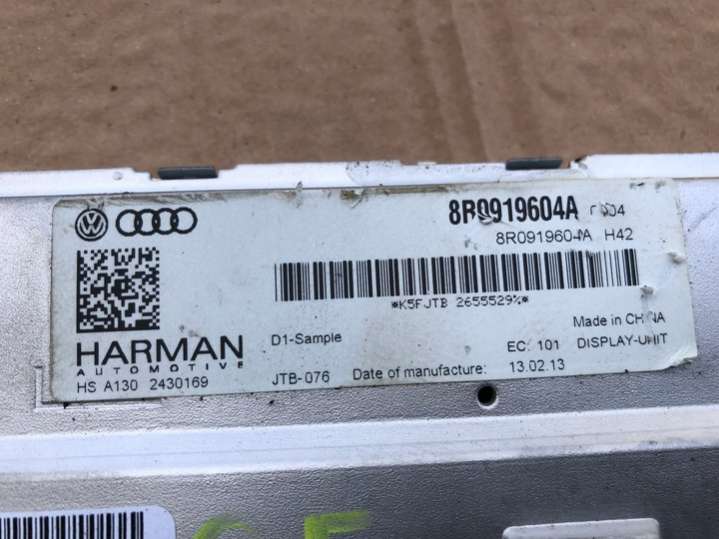 8R0919604A
8R0919604A H42
*K5FJTB 2655529%*
D1-Sample
Made in CHINA
HARMAN
AUTOMOTIVE
EC: 101 DISPLAY-UNIT
HS A130 2430169
JTB-076 Date of manufacture: 13.02.13